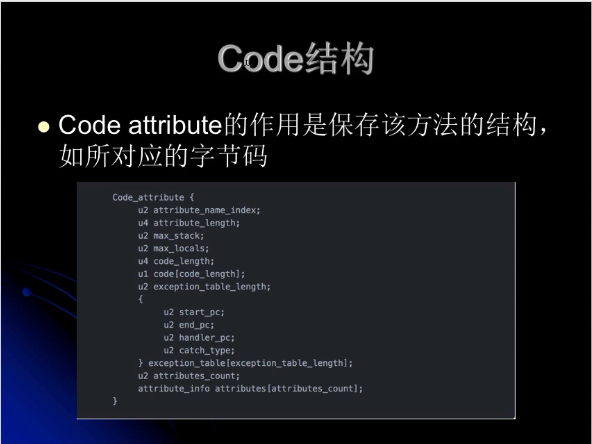 Code结构
Code attribute的作用是保存该方法的结构，
如所对应的字节码
Code_attribute {
u2 attribute_name_index;
u4 attribute_length;
u2 max_stack;
u2 max_locals;
u4 code_length;
u1 code[code_length];
u2 exception_table_length;
{
u2 start_pc;
u2 end_pc;
u2 handler_pc;
u2 catch_type;
} exception_table[exception_table_length];
u2 attributes_count;
attribute_info attributes[attributes_count];
}